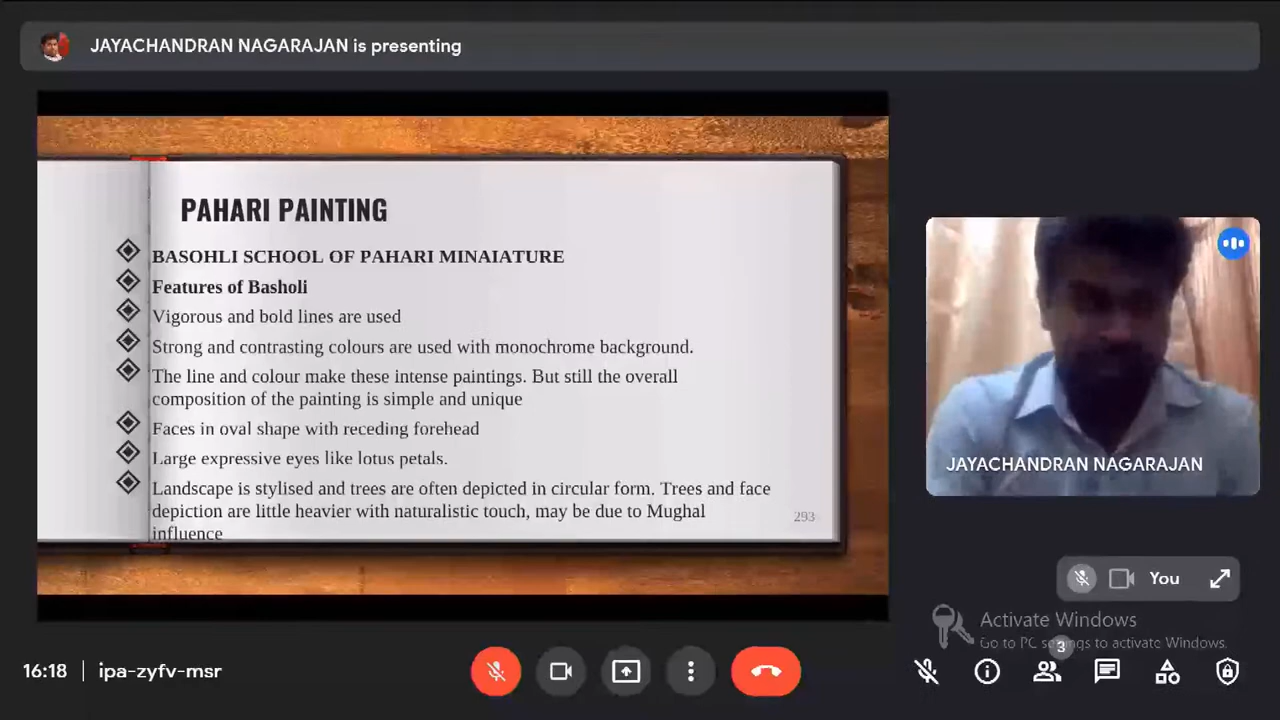 JAYACHANDRAN NAGARAJAN is presenting
PAHARI PAINTING
BASOHLI SCHOOL OF PAHARI MINAIATURE
Features of Basholi
Vigorous and bold lines are used
Strong and contrasting colours are used with monochrome background.
The line and colour make these intense paintings. But still the overall
composition of the painting is simple and unique
Faces in oval shape with receding forehead
Large expressive eyes like lotus petals.
Landscape is stylised and trees are often depicted in circular form. Trees and face
depiction are little heavier with naturalistic touch, may be due to Mughal
influence
293
JAYACHANDRAN NAGARAJAN
You
Activate Windows
Go to PC settings to activate Windows.
3
16:18 | ipa-zyfv-msr